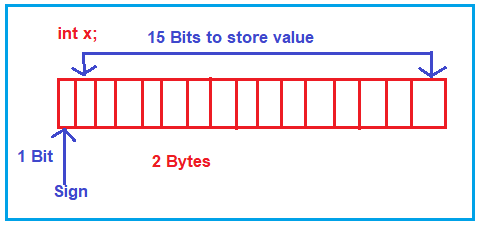 int x;
15 Bits to store value
1 Bit
2 Bytes
Sign